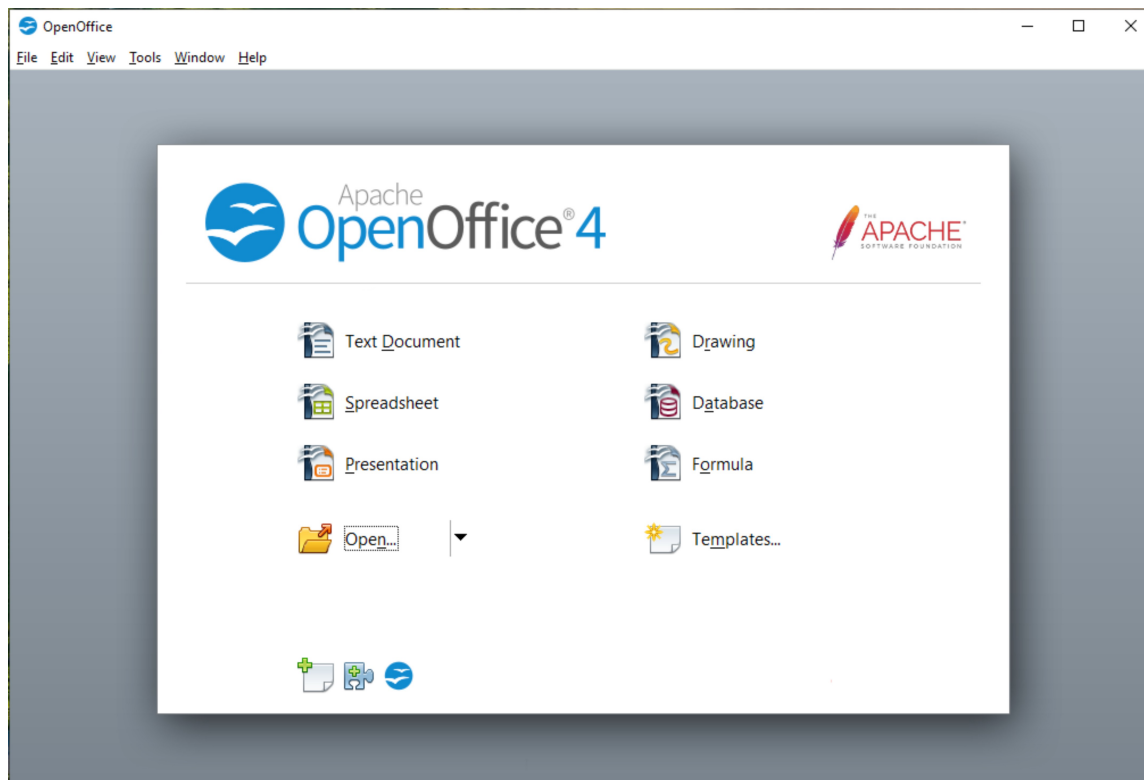 OpenOffice
File Edit View Tools Window Help
Apache
OpenOffice® 4
THE
APACHE®
SOFTWARE FOUNDATION
Text Document
Drawing
Spreadsheet
Database
Presentation
Formula
Open...
Templates...